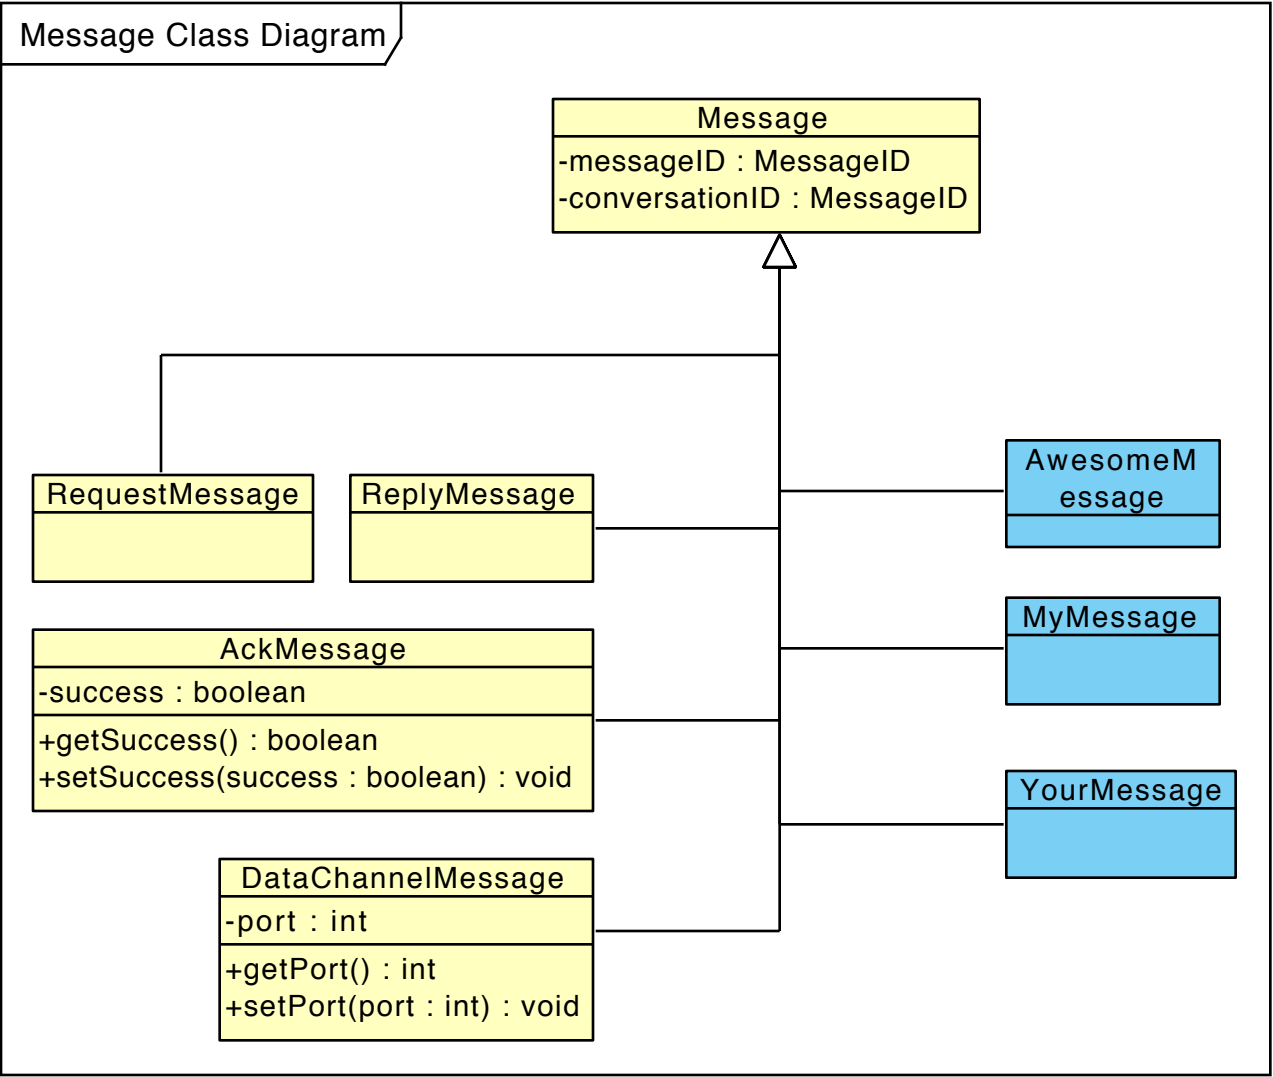 Message Class Diagram
Message
-messageID : MessageID
-conversationID : MessageID
RequestMessage
ReplyMessage
AwesomeM
essage
AckMessage
-success : boolean
+getSuccess() : boolean
+setSuccess(success : boolean) : void
MyMessage
YourMessage
DataChannelMessage
-port : int
+getPort() : int
+setPort(port : int) : void